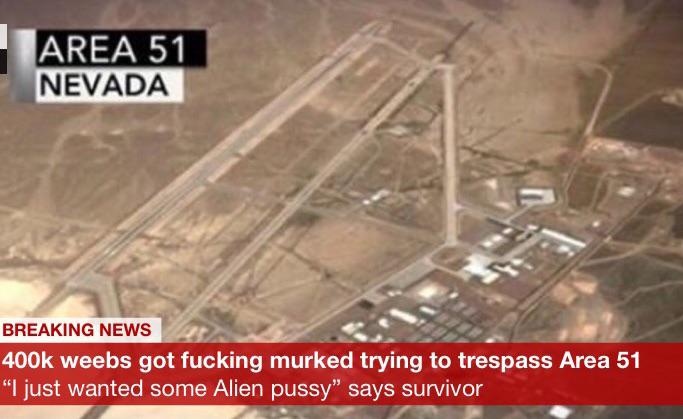 AREA 51
NEVADA
BREAKING NEWS
400k weebs got fucking murked trying to trespass Area 51
“I just wanted some Alien pussy” says survivor